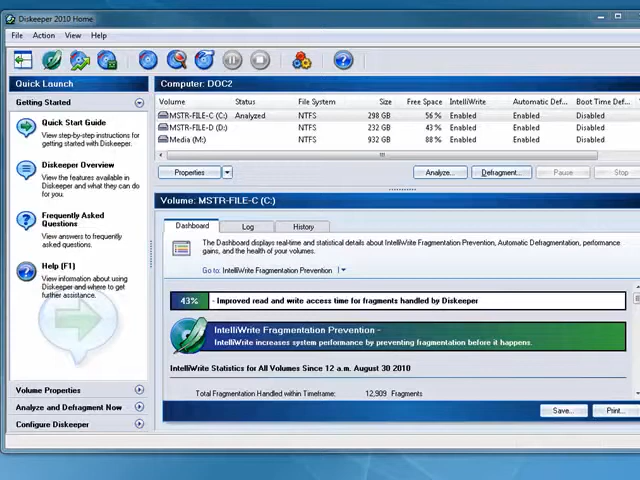 Diskeeper 2010 Home
File Action View Help
Quick Launch
Getting Started
Quick Start Guide
View step-by-step instructions for
getting started with Diskeeper.
Diskeeper Overview
View the features available in
Diskeeper and what they can do
for you.
Frequently Asked
Questions
View answers to frequently
asked questions.
Help (F1)
View information about using
Diskeeper and where to get
further assistance.
Volume Properties
Analyze and Defragment Now
Configure Diskeeper
Computer: DOC2
Volume Status File System Size Free Space IntelliWrite Automatic Def... Boot Time Def...
MSTR-FILE-C (C:) Analyzed NTFS 298 GB 56 % Enabled Enabled Disabled
MSTR-FILE-D (D:) NTFS 232 GB 43 % Enabled Enabled Disabled
Media (M:) NTFS 932 GB 88 % Enabled Enabled Disabled
Properties Analyze... Defragment... Pause Stop
Volume: MSTR-FILE-C (C:)
Dashboard Log History
The Dashboard displays real-time and statistical details about IntelliWrite Fragmentation Prevention, Automatic Defragmentation, performance
gains, and the health of your volumes.
Go to: IntelliWrite Fragmentation Prevention
43% - Improved read and write access time for fragments handled by Diskeeper
IntelliWrite Fragmentation Prevention -
IntelliWrite increases system performance by preventing fragmentation before it happens.
IntelliWrite Statistics for All Volumes Since 12 a.m. August 30 2010
Total Fragmentation Handled within Timeframe: 12,909 Fragments
Save... Print...